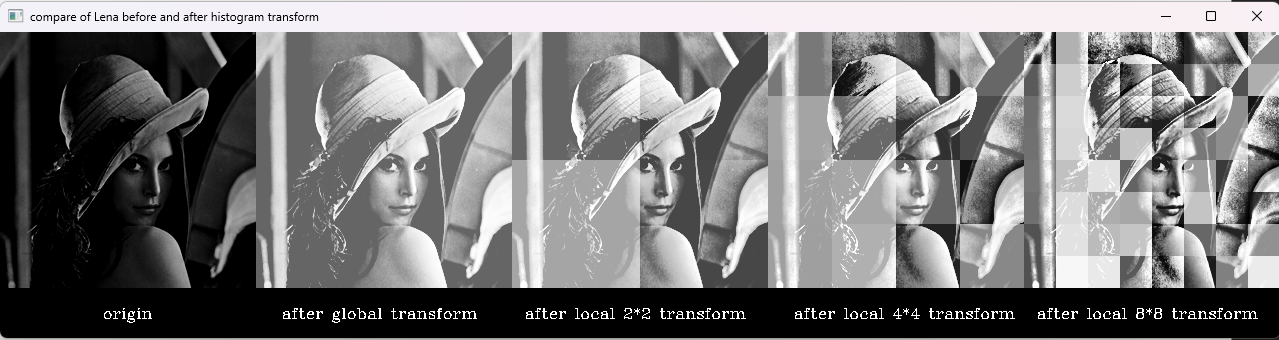 compare of Lena before and after histogram transform
origin
after global transform
after local 2*2 transform
after local 4*4 transform
after local 8*8 transform